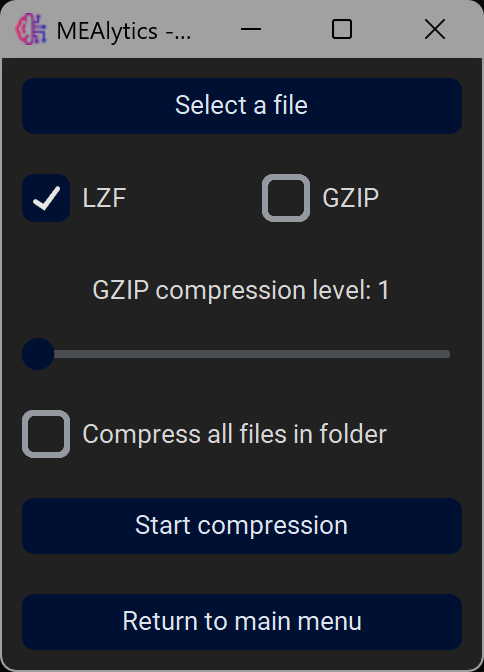 MEAlytics -...
Select a file
LZF
GZIP
GZIP compression level: 1
Compress all files in folder
Start compression
Return to main menu